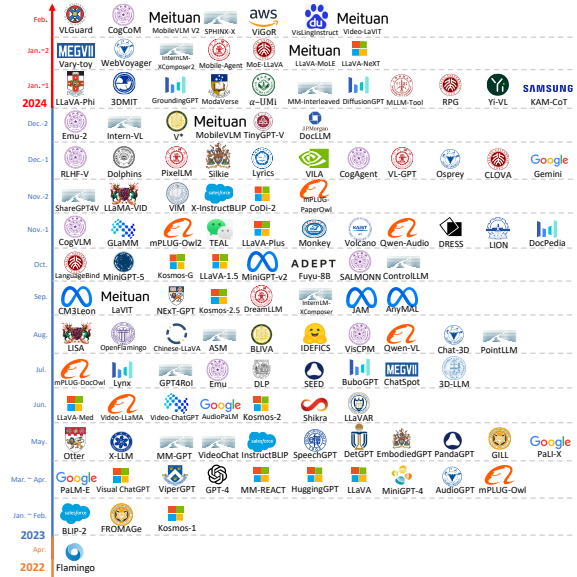 Feb.
Meituan
aws
du
Meituan
VLGuard
CogCoM
MobileVLM V2
SPHINX-X
ViGoR
VisLingInstruct
Video-LaViT
Jan.-2
MEGVII
Vary-toy
WebVoyager
InternLM-
XComposer2
Mobile-Agent
MoE-LLaVA
LLaVA-MoLE
LLaVA-NeXT
Jan.-1
SAMSUNG
LLaVA-Phi
3DMIT
GroundingGPT
ModaVerse
α-UMi
MM-Interleaved
DiffusionGPT
MLLM-Tool
RPG
Yi-VL
KAM-CoT
2024
Dec.-2
Meituan
J.P.Morgan
Emu-2
Intern-VL
V*
MobileVLM
TinyGPT-V
DocLLM
Dec.-1
Google
RLHF-V
Dolphins
PixelLM
Silkie
Lyrics
VILA
CogAgent
VL-GPT
Osprey
CLOVA
Gemini
Nov.-2
salesforce
ShareGPT4V
LLaMA-VID
VIM
X-InstructBLIP
CoDi-2
mPLUG-
PaperOwl
Nov.-1
KAIST
CogVLM
GLaMM
mPLUG-Owl2
TEAL
LLaVA-Plus
Monkey
Volcano
Qwen-Audio
DRESS
LION
DocPedia
Oct.
ADEPT
LanguageBind
MiniGPT-5
Kosmos-G
LLaVA-1.5
MiniGPT-v2
Fuyu-8B
SALMONN
ControlLLM
Sep.
Meituan
CM3Leon
LaVIT
NExT-GPT
Kosmos-2.5
DreamLLM
InternLM-
XComposer
JAM
AnyMAL
Aug.
LISA
OpenFlamingo
Chinese-LLaVA
ASM
BLIVA
IDEFICS
VisCPM
Qwen-VL
Chat-3D
PointLLM
Jul.
MEGVII
mPLUG-DocOwl
Lynx
GPT4RoI
Emu
DLP
SEED
BuboGPT
ChatSpot
3D-LLM
Jun.
Google
LLaVA-Med
Video-LLaMA
Video-ChatGPT
AudioPaLM
Kosmos-2
Shikra
LLaVAR
May.
salesforce
Google
Otter
X-LLM
MM-GPT
VideoChat
InstructBLIP
SpeechGPT
DetGPT
EmbodiedGPT
PandaGPT
GILL
PaLI-X
Mar. ~ Apr.
Google
PaLM-E
Visual ChatGPT
ViperGPT
GPT-4
MM-REACT
HuggingGPT
LLaVA
MiniGPT-4
AudioGPT
mPLUG-Owl
Jan. ~ Feb.
salesforce
BLIP-2
FROMAGe
Kosmos-1
2023
Apr.
2022
Flamingo